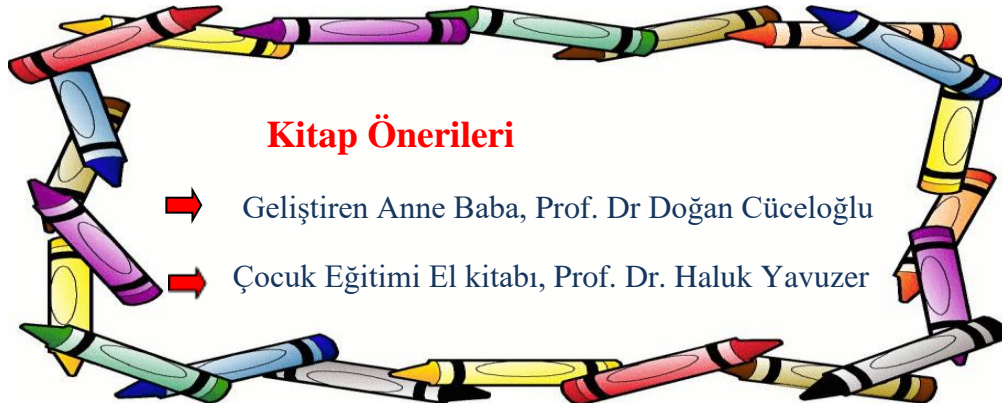 Kitap Önerileri
Geliştiren Anne Baba, Prof. Dr Doğan Cüceloğlu
Çocuk Eğitimi El kitabı, Prof. Dr. Haluk Yavuzer